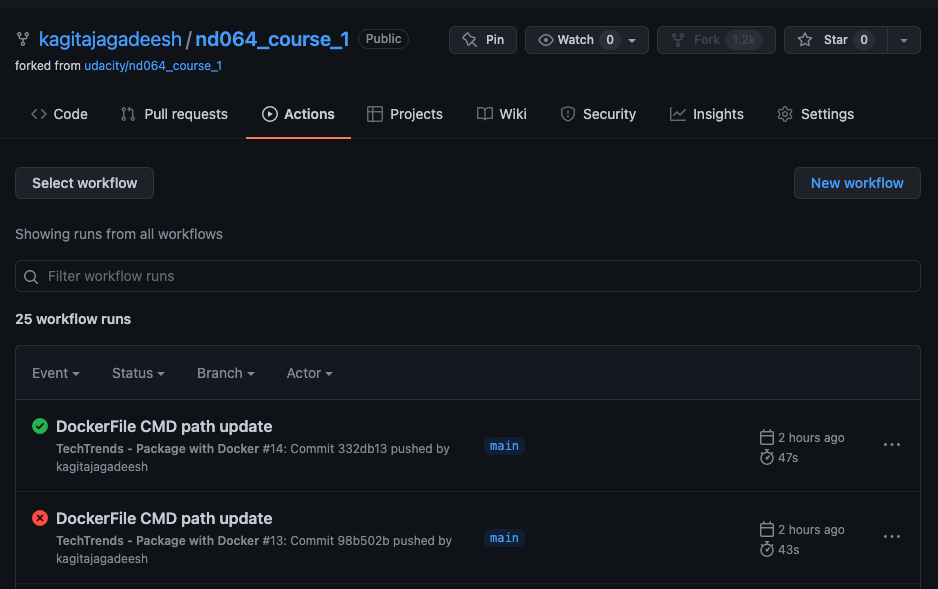 kagitajagadeesh / nd064_course_1 Public Pin Watch 0 Fork 1.2k Star 0
forked from udacity/nd064_course_1
Code Pull requests Actions Projects Wiki Security Insights Settings
Select workflow New workflow
Showing runs from all workflows
Filter workflow runs
25 workflow runs
Event Status Branch Actor
DockerFile CMD path update
TechTrends - Package with Docker #14: Commit 332db13 pushed by
kagitajagadeesh
main
2 hours ago
47s
DockerFile CMD path update
TechTrends - Package with Docker #13: Commit 98b502b pushed by
kagitajagadeesh
main
2 hours ago
43s